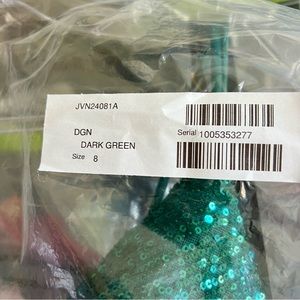 JVN24081A
DGN
DARK GREEN
Size 8
Serial 1005353277